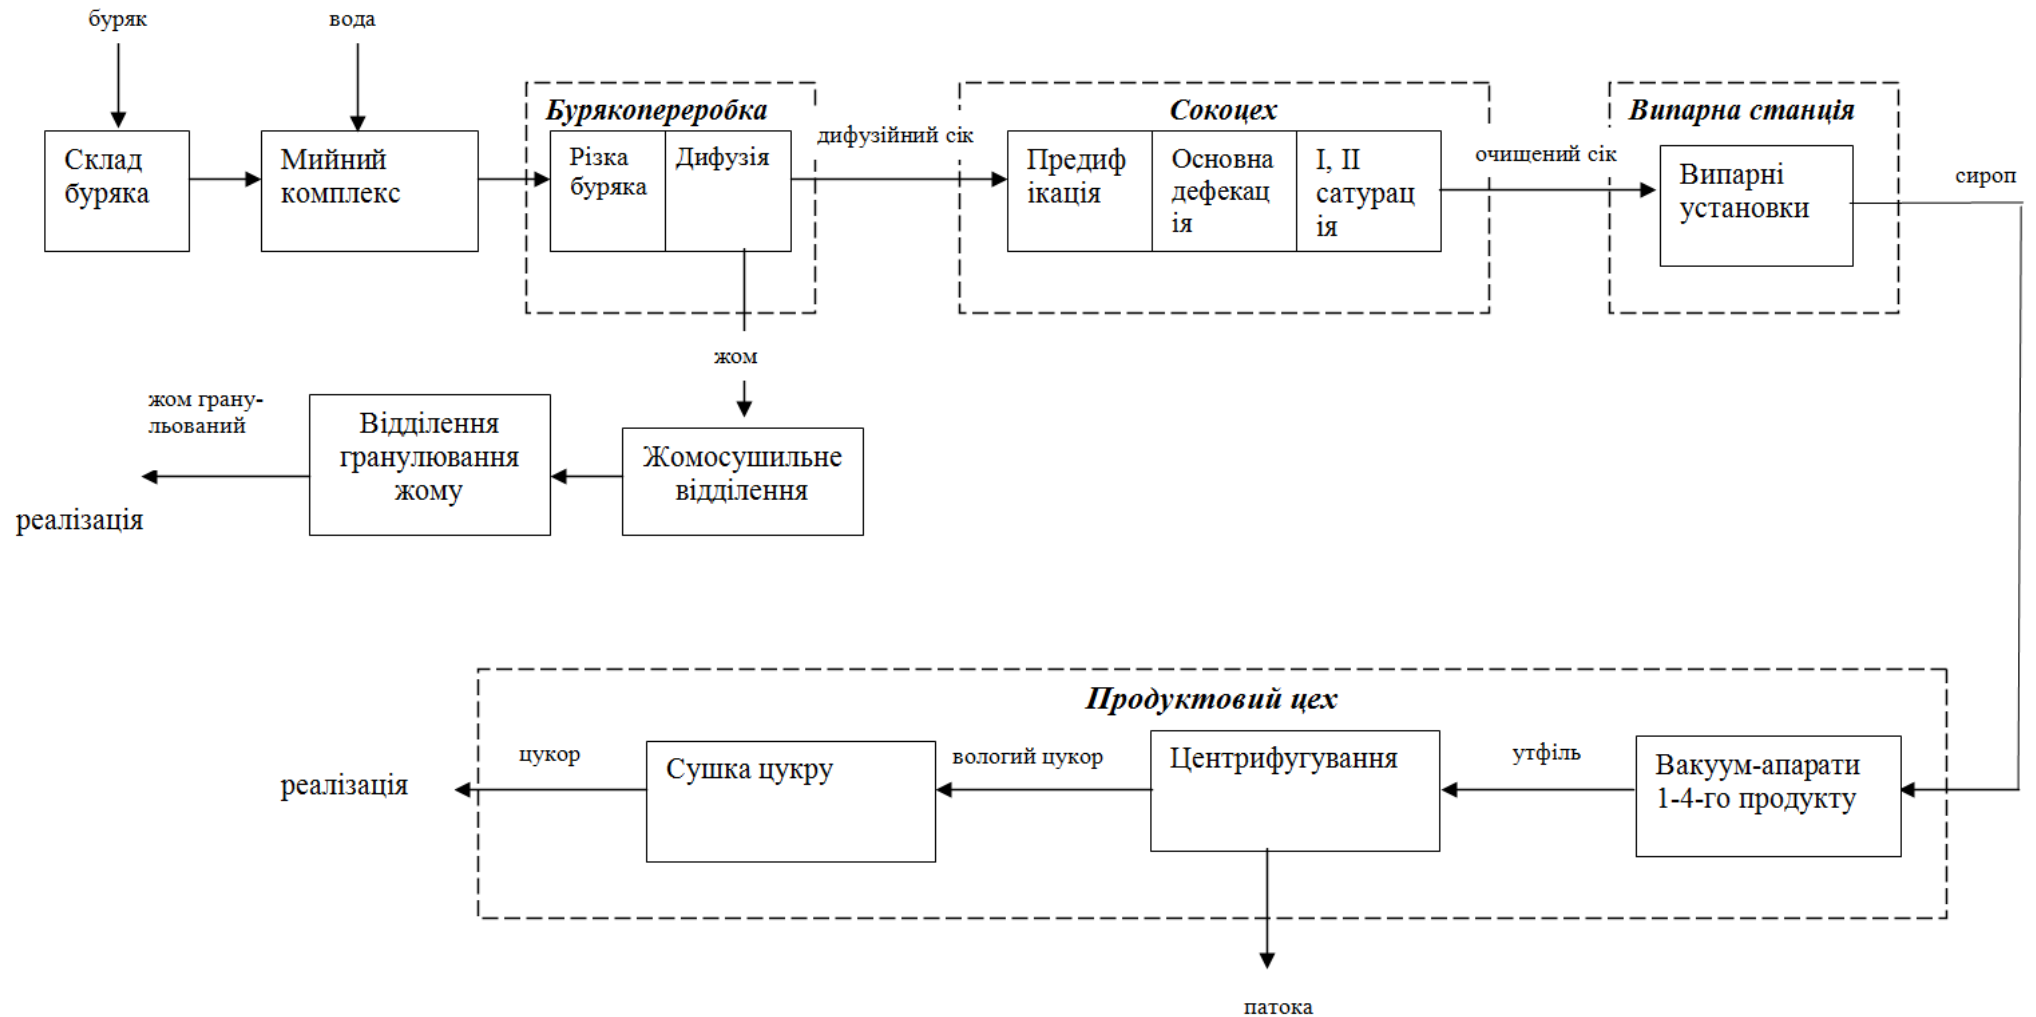 буряк
вода
Бурякопереробка
Сокоцех
Випарна станція
Склад
буряка
Мийний
комплекс
Різка
буряка
Дифузія
дифузійний сік
Предиф
ікація
Основна
дефекац
ія
І, ІІ
сатурац
ія
очищений сік
Випарні
установки
сироп
жом
жом грану-
льований
Відділення
гранулювання
жому
Жомосушильне
відділення
реалізація
Продуктовий цех
реалізація
цукор
Сушка цукру
вологий цукор
Центрифугування
утфіль
Вакуум-апарати
1-4-го продукту
патока